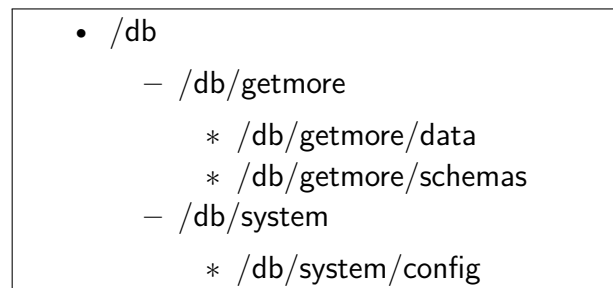 • /db
– /db/getmore
∗ /db/getmore/data
∗ /db/getmore/schemas
– /db/system
∗ /db/system/config